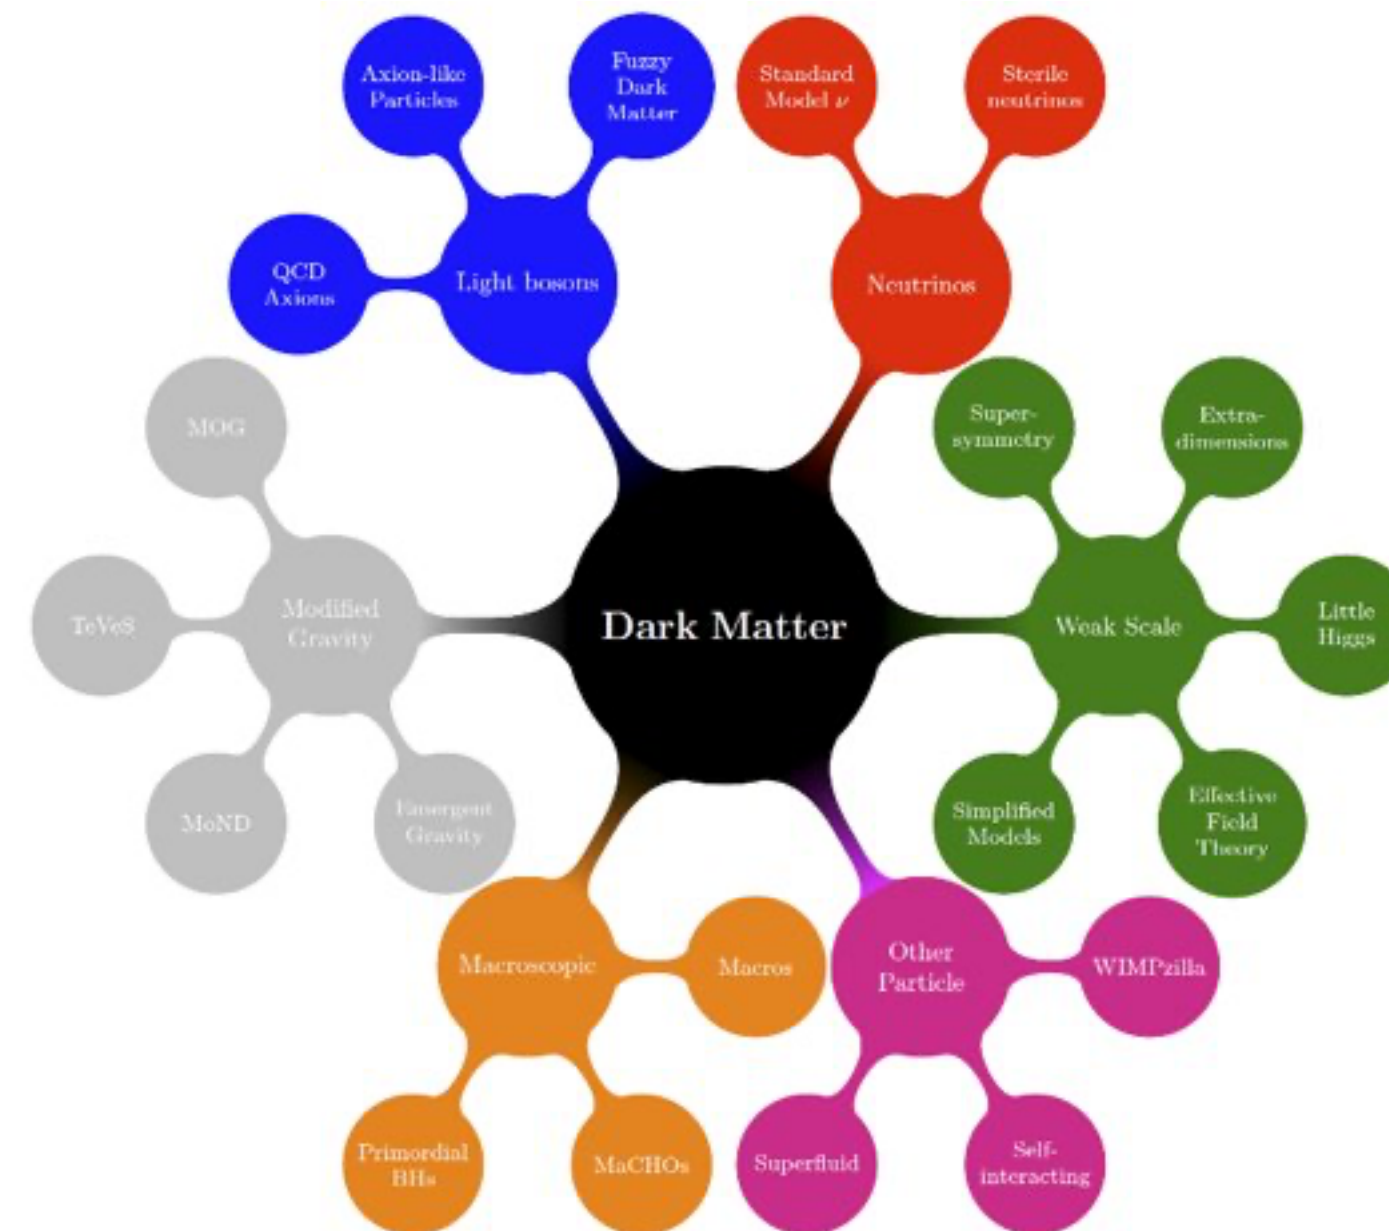 Axion-like
Particles
Fuzzy
Dark
Matter
Standard
Model ν
Sterile
neutrinos
QCD
Axions
Light bosons
Neutrinos
MOG
Super-
symmetry
Extra-
dimensions
TeVeS
Modified
Gravity
Dark Matter
Weak Scale
Little
Higgs
MoND
Emergent
Gravity
Simplified
Models
Effective
Field
Theory
Macroscopic
Macros
Other
Particle
WIMPzilla
Primordial
BHs
MaCHOs
Superfluid
Self-
interacting